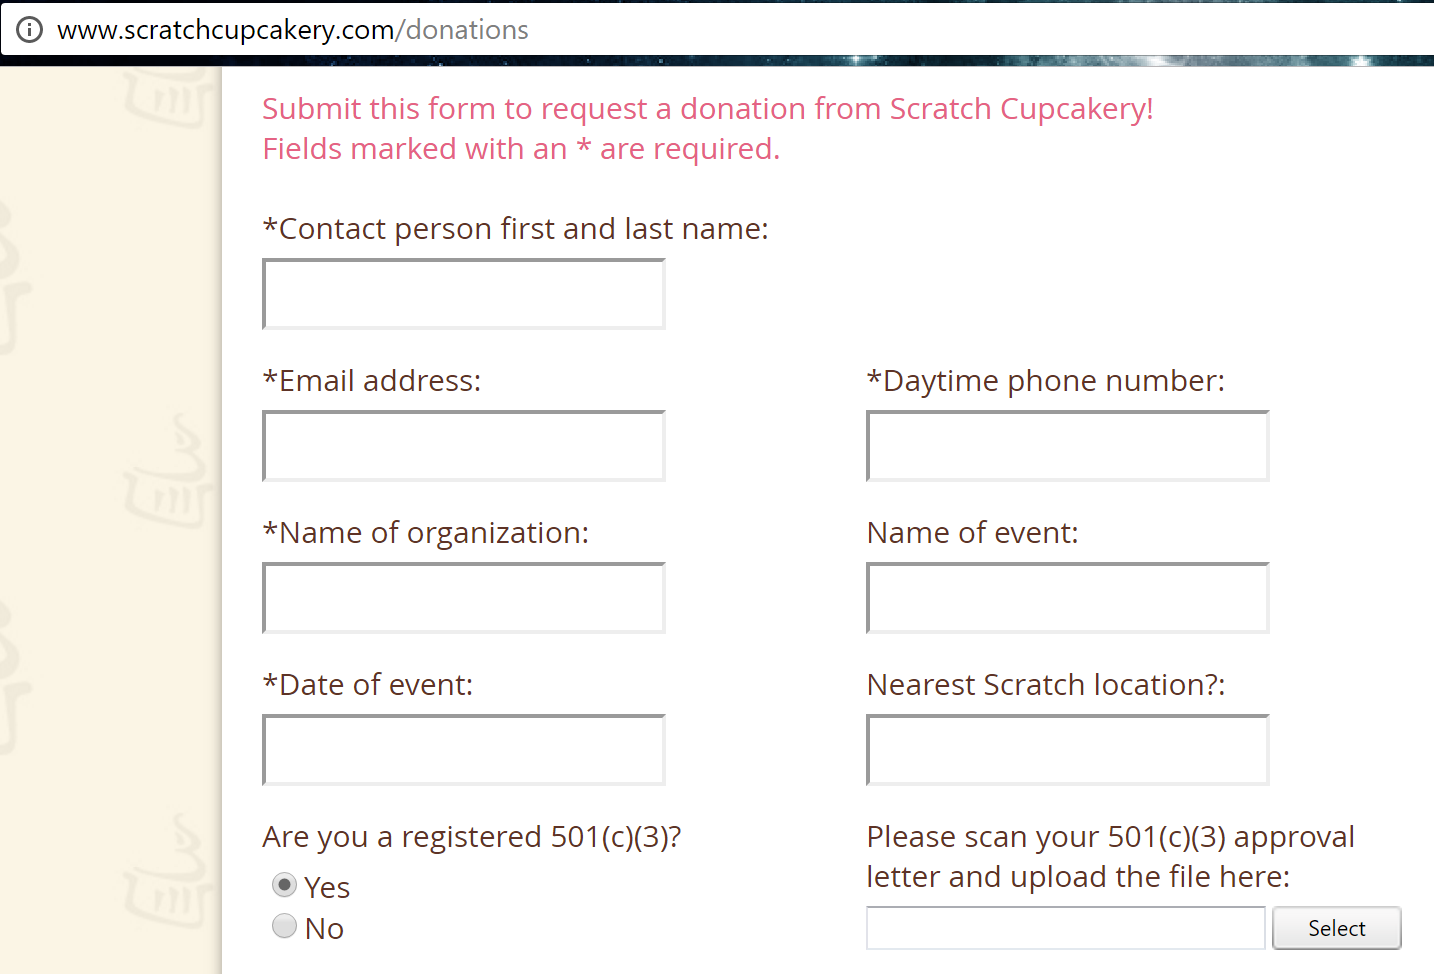 www.scratchcupcakery.com/donations
Submit this form to request a donation from Scratch Cupcakery!
Fields marked with an * are required.
*Contact person first and last name:
*Email address:
*Daytime phone number:
*Name of organization:
Name of event:
*Date of event:
Nearest Scratch location?:
Are you a registered 501(c)(3)?
Yes
No
Please scan your 501(c)(3) approval
letter and upload the file here:
Select